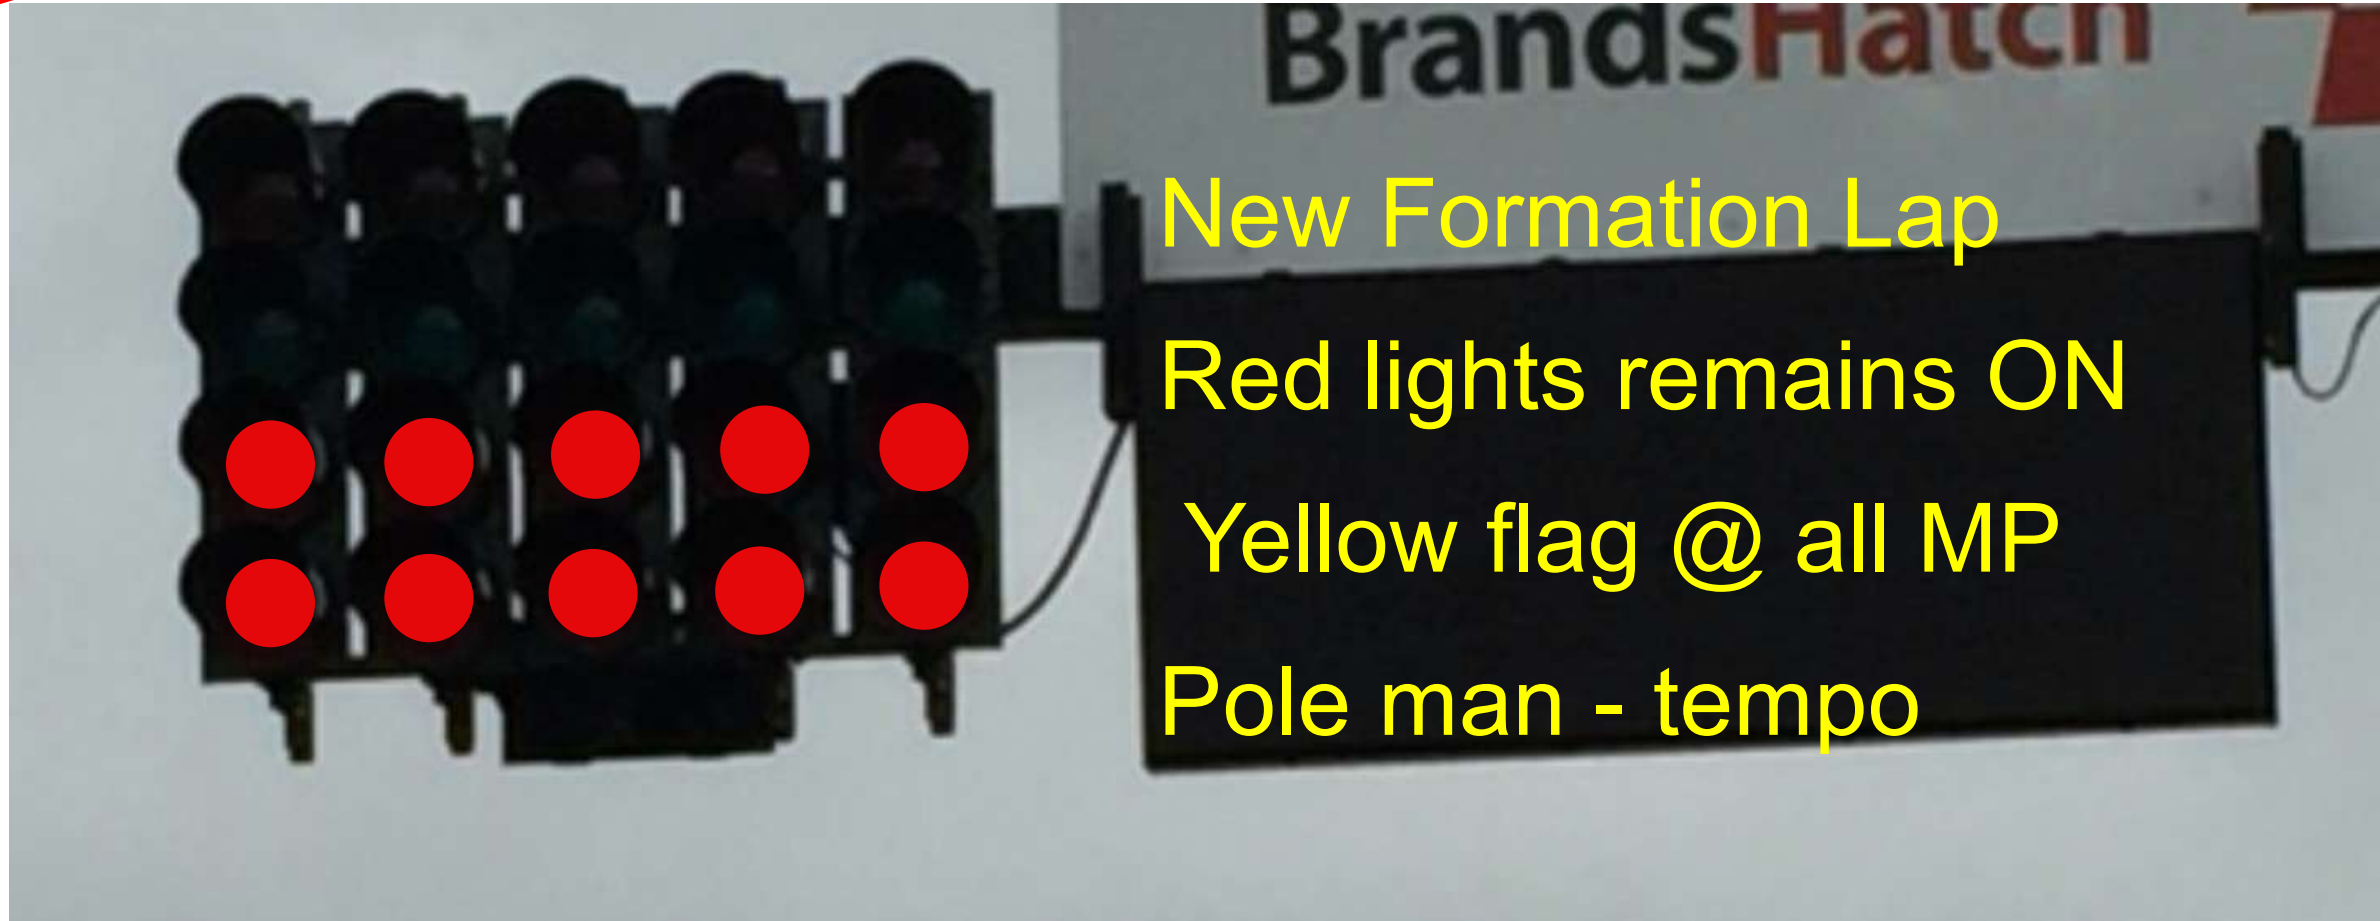 BrandsHatch
New Formation Lap
Red lights remains ON
Yellow flag @ all MP
Pole man - tempo